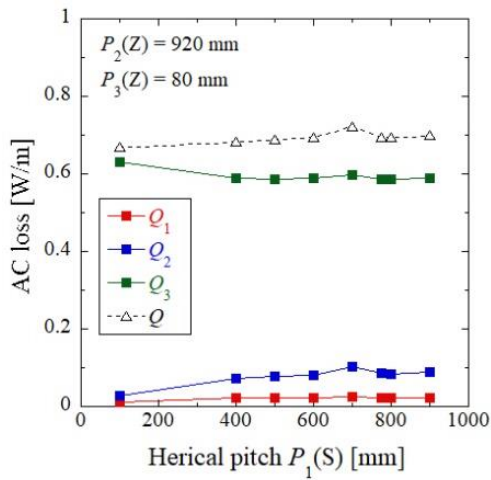 1
P₂(Z) = 920 mm
P₃(Z) = 80 mm
0.8
0.6
AC loss [W/m]
Q₁
Q₂
Q₃
Q
0.4
0.2
0
0 200 400 600 800 1000
Herical pitch P₁(S) [mm]